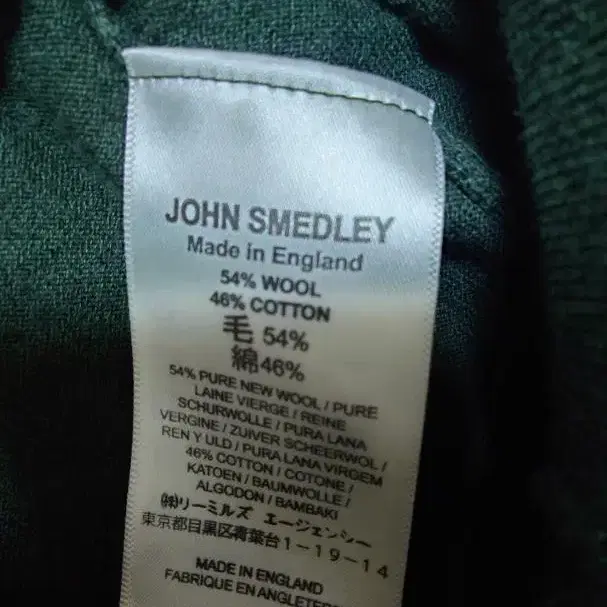 JOHN SMEDLEY
Made in England
54% WOOL
46% COTTON
毛 54%
綿46%
54% PURE NEW WOOL / PURE
LAINE VIERGE / REINE
SCHURWOLLE / PURA LANA
VERGINE / ZUIVER SCHEERWOL /
REN Y ULD / PURA LANA VIRGEM
46% COTTON / COTONE /
KATOEN / BAUMWOLLE /
ALGODON / BAMBAKI
㈱リーミルズ エージェンシー
東京都目黒区青葉台1-19-14
MADE IN ENGLAND
FABRIQUE EN ANGLETER